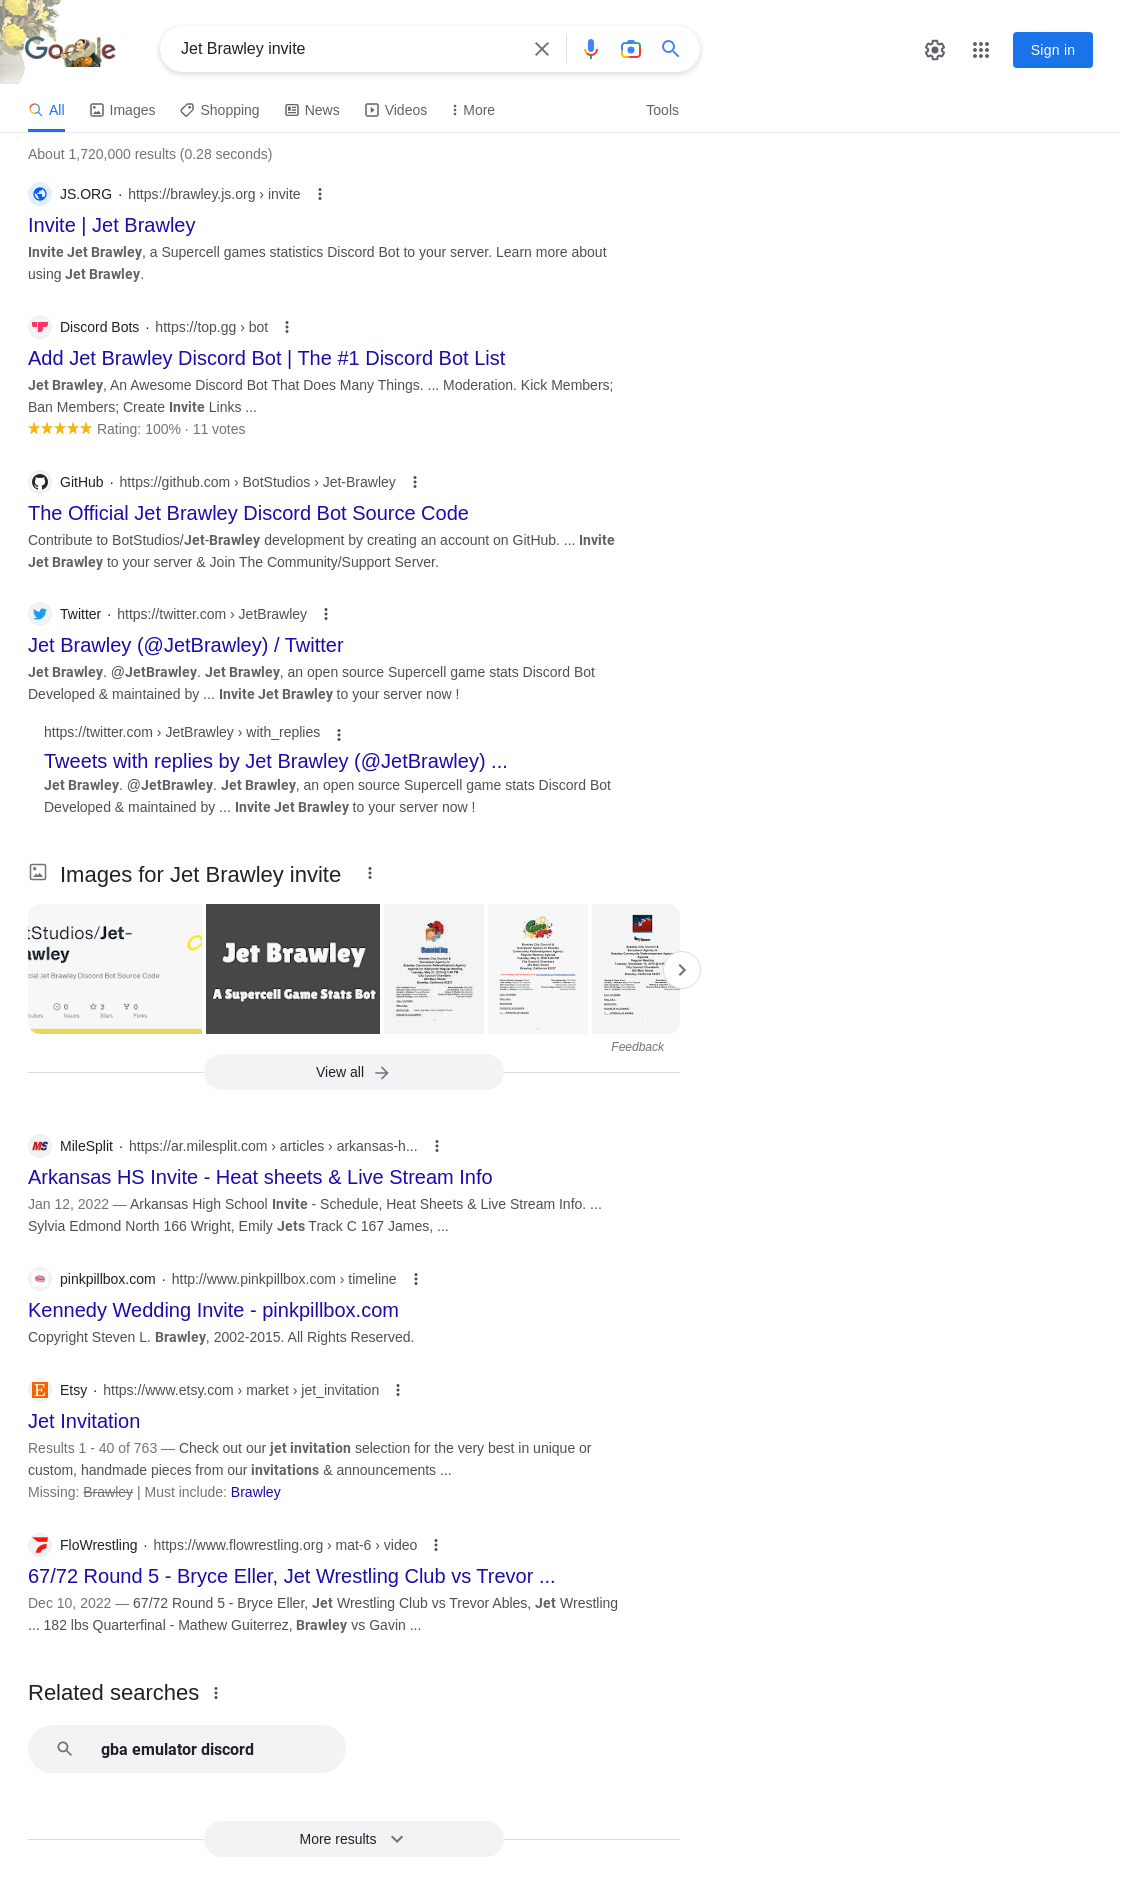 Google
Jet Brawley invite
Sign in
All
Images
Shopping
News
Videos
More
Tools
About 1,720,000 results (0.28 seconds)
JS.ORG · https://brawley.js.org › invite
Invite | Jet Brawley
Invite Jet Brawley, a Supercell games statistics Discord Bot to your server. Learn more about
using Jet Brawley.
Discord Bots · https://top.gg › bot
Add Jet Brawley Discord Bot | The #1 Discord Bot List
Jet Brawley, An Awesome Discord Bot That Does Many Things. ... Moderation. Kick Members;
Ban Members; Create Invite Links ...
Rating: 100% · 11 votes
GitHub · https://github.com › BotStudios › Jet-Brawley
The Official Jet Brawley Discord Bot Source Code
Contribute to BotStudios/Jet-Brawley development by creating an account on GitHub. ... Invite
Jet Brawley to your server & Join The Community/Support Server.
Twitter · https://twitter.com › JetBrawley
Jet Brawley (@JetBrawley) / Twitter
Jet Brawley. @JetBrawley. Jet Brawley, an open source Supercell game stats Discord Bot
Developed & maintained by ... Invite Jet Brawley to your server now !
https://twitter.com › JetBrawley › with_replies
Tweets with replies by Jet Brawley (@JetBrawley) ...
Jet Brawley. @JetBrawley. Jet Brawley, an open source Supercell game stats Discord Bot
Developed & maintained by ... Invite Jet Brawley to your server now !
Images for Jet Brawley invite
tStudios/Jet-
awley
cial Jet Brawley Discord Bot Source Code
0 3 0
Issues Stars Forks
Jet Brawley
A Supercell Game Stats Bot
Memorial Day
Feedback
View all
MileSplit · https://ar.milesplit.com › articles › arkansas-h...
Arkansas HS Invite - Heat sheets & Live Stream Info
Jan 12, 2022 — Arkansas High School Invite - Schedule, Heat Sheets & Live Stream Info. ...
Sylvia Edmond North 166 Wright, Emily Jets Track C 167 James, ...
pinkpillbox.com · http://www.pinkpillbox.com › timeline
Kennedy Wedding Invite - pinkpillbox.com
Copyright Steven L. Brawley, 2002-2015. All Rights Reserved.
Etsy · https://www.etsy.com › market › jet_invitation
Jet Invitation
Results 1 - 40 of 763 — Check out our jet invitation selection for the very best in unique or
custom, handmade pieces from our invitations & announcements ...
Missing: Brawley | Must include: Brawley
FloWrestling · https://www.flowrestling.org › mat-6 › video
67/72 Round 5 - Bryce Eller, Jet Wrestling Club vs Trevor ...
Dec 10, 2022 — 67/72 Round 5 - Bryce Eller, Jet Wrestling Club vs Trevor Ables, Jet Wrestling
... 182 lbs Quarterfinal - Mathew Guiterrez, Brawley vs Gavin ...
Related searches
gba emulator discord
More results